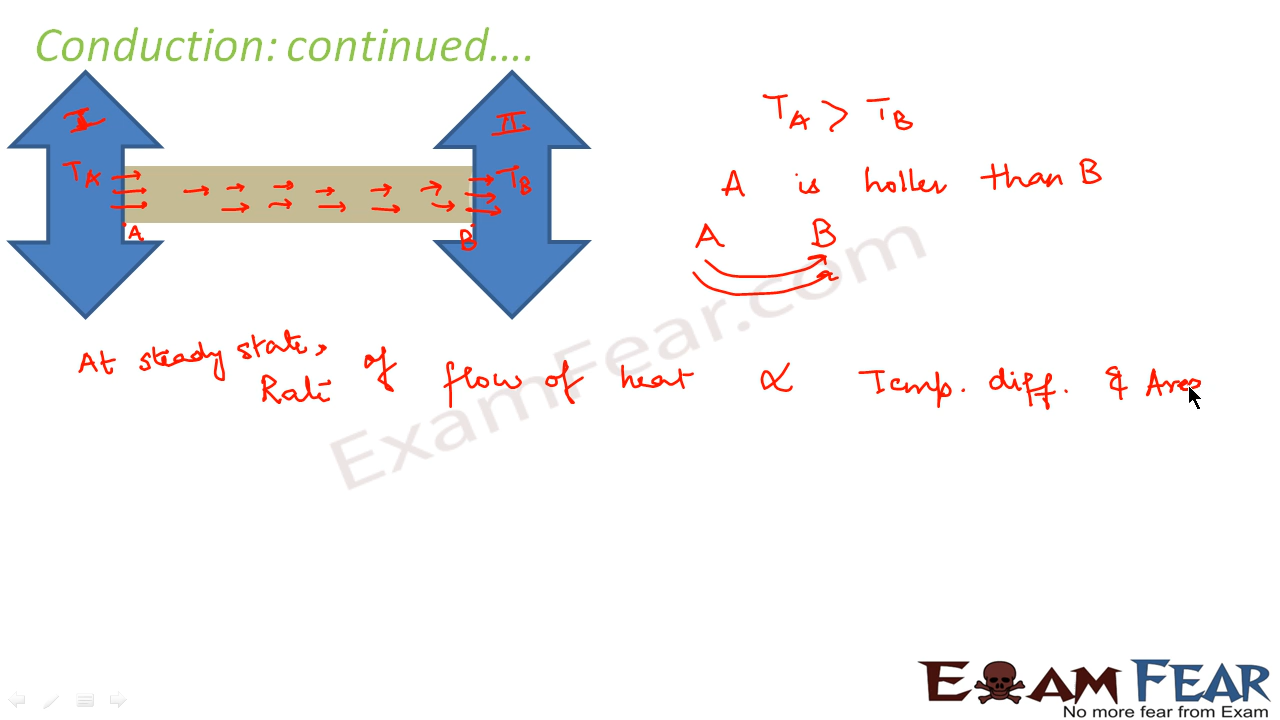 Conduction: continued....
I
II
TA
TB
A
B
TA > TB
A is hotter than B
A B
At steady state,
Rate of flow of heat ∝ Temp. diff. & Area
ExamFear.com
EXAM FEAR
No more fear from Exam